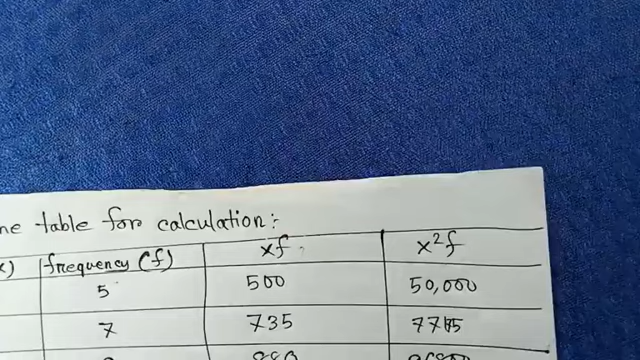 ne table for calculation:-
x) frequency (f) xf x²f
5 500 50,000
7 735